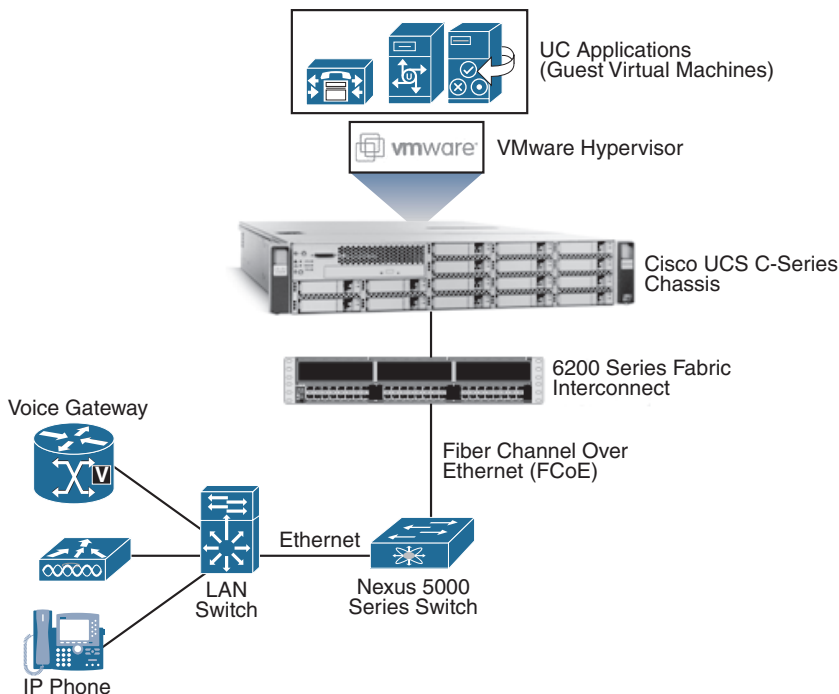 UC Applications
(Guest Virtual Machines)
vmware
VMware Hypervisor
Cisco UCS C-Series
Chassis
6200 Series Fabric
Interconnect
Voice Gateway
V
Fiber Channel Over
Ethernet (FCoE)
Ethernet
LAN
Switch
Nexus 5000
Series Switch
IP Phone